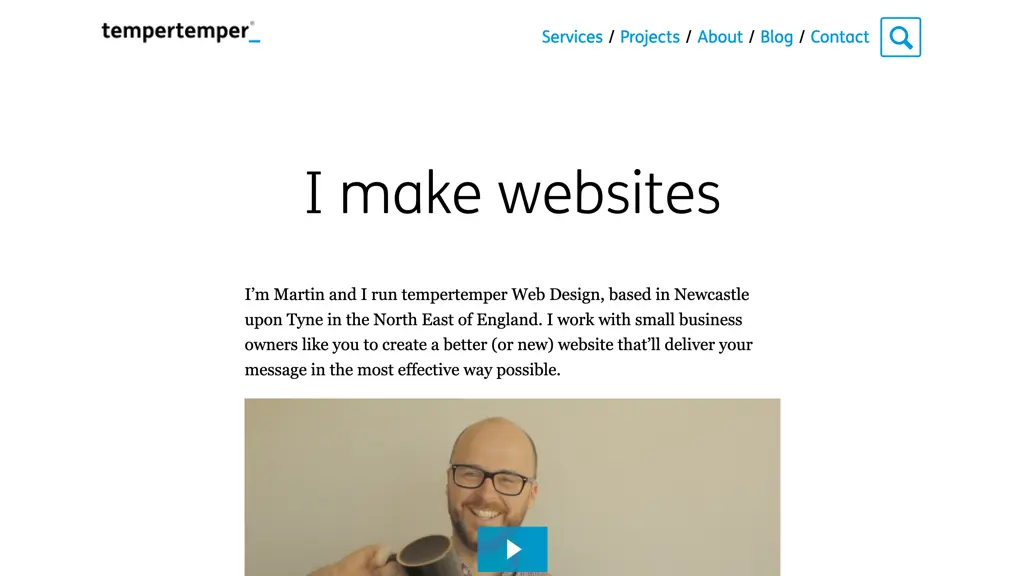 tempertemper®_
Services / Projects / About / Blog / Contact
I make websites
I’m Martin and I run tempertemper Web Design, based in Newcastle
upon Tyne in the North East of England. I work with small business
owners like you to create a better (or new) website that’ll deliver your
message in the most effective way possible.